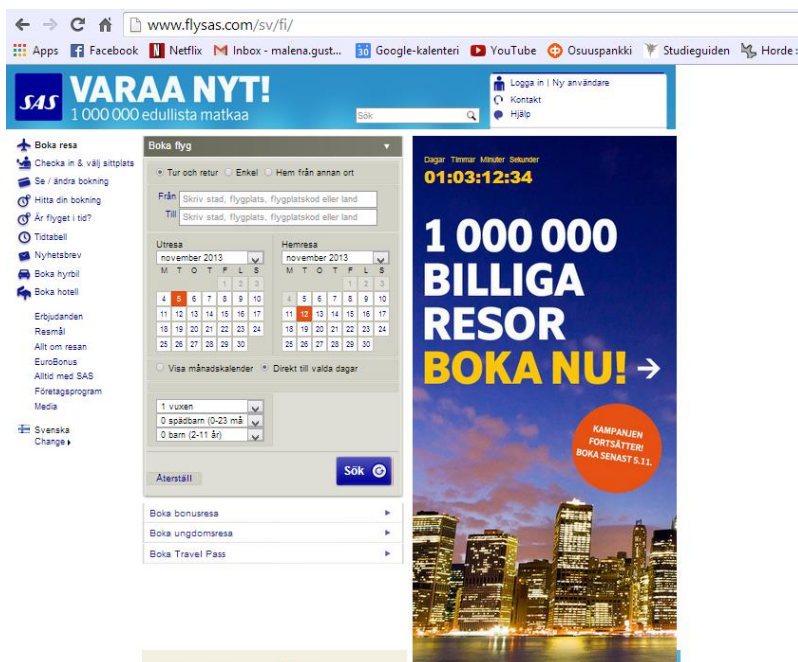 www.flysas.com/sv/fi/
Apps Facebook Netflix Inbox - malena.gust... 30 Google-kalenteri YouTube Osuuspankki Studieguiden Horde:
SAS
VARAA NYT!
1 000 000 edullista matkaa
Sök
Logga in | Ny användare
Kontakt
Hjälp
Boka resa
Checka in & välj sittplats
Se / ändra bokning
Hitta din bokning
Är flyget i tid?
Tidtabell
Nyhetsbrev
Boka hyrbil
Boka hotell
Erbjudanden
Resmål
Allt om resan
EuroBonus
Alltid med SAS
Företagsprogram
Media
Svenska
Change
Boka flyg
Tur och retur Enkel Hem från annan ort
Från Skriv stad, flygplats, flygplatskod eller land
Till Skriv stad, flygplats, flygplatskod eller land
Utresa
november 2013
M T O T F L S
1 2 3
4 5 6 7 8 9 10
11 12 13 14 15 16 17
18 19 20 21 22 23 24
25 26 27 28 29 30
Hemresa
november 2013
M T O T F L S
1 2 3
4 5 6 7 8 9 10
11 12 13 14 15 16 17
18 19 20 21 22 23 24
25 26 27 28 29 30
Visa månadskalender Direkt till valda dagar
1 vuxen
0 spädbarn (0-23 må
0 barn (2-11 år)
Återställ
Sök
Boka bonusresa
Boka ungdomsresa
Boka Travel Pass
Dagar Timmar Minuter Sekunder
01:03:12:34
1 000 000
BILLIGA
RESOR
BOKA NU!
KAMPANJEN
FORTSÄTTER!
BOKA SENAST 5.11.